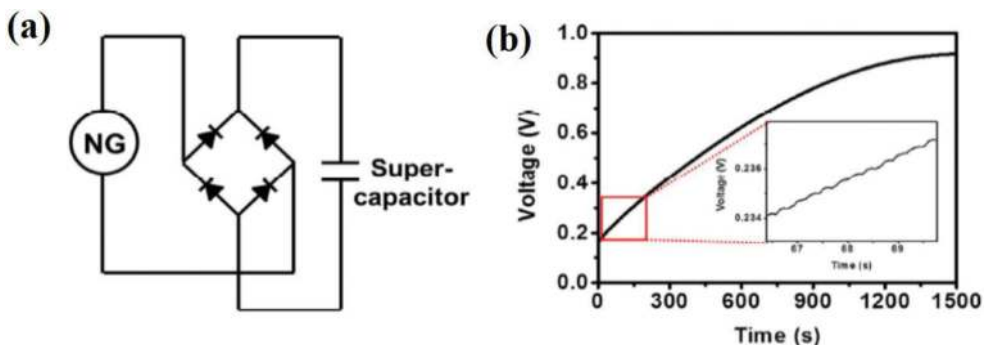 (a)
NG
Super-
capacitor
(b)
Voltage (V)
1.0
0.8
0.6
0.4
0.2
0.0
0 300 600 900 1200 1500
Time (s)
Voltage (V)
0.236
0.234
67 68 69
Time (s)